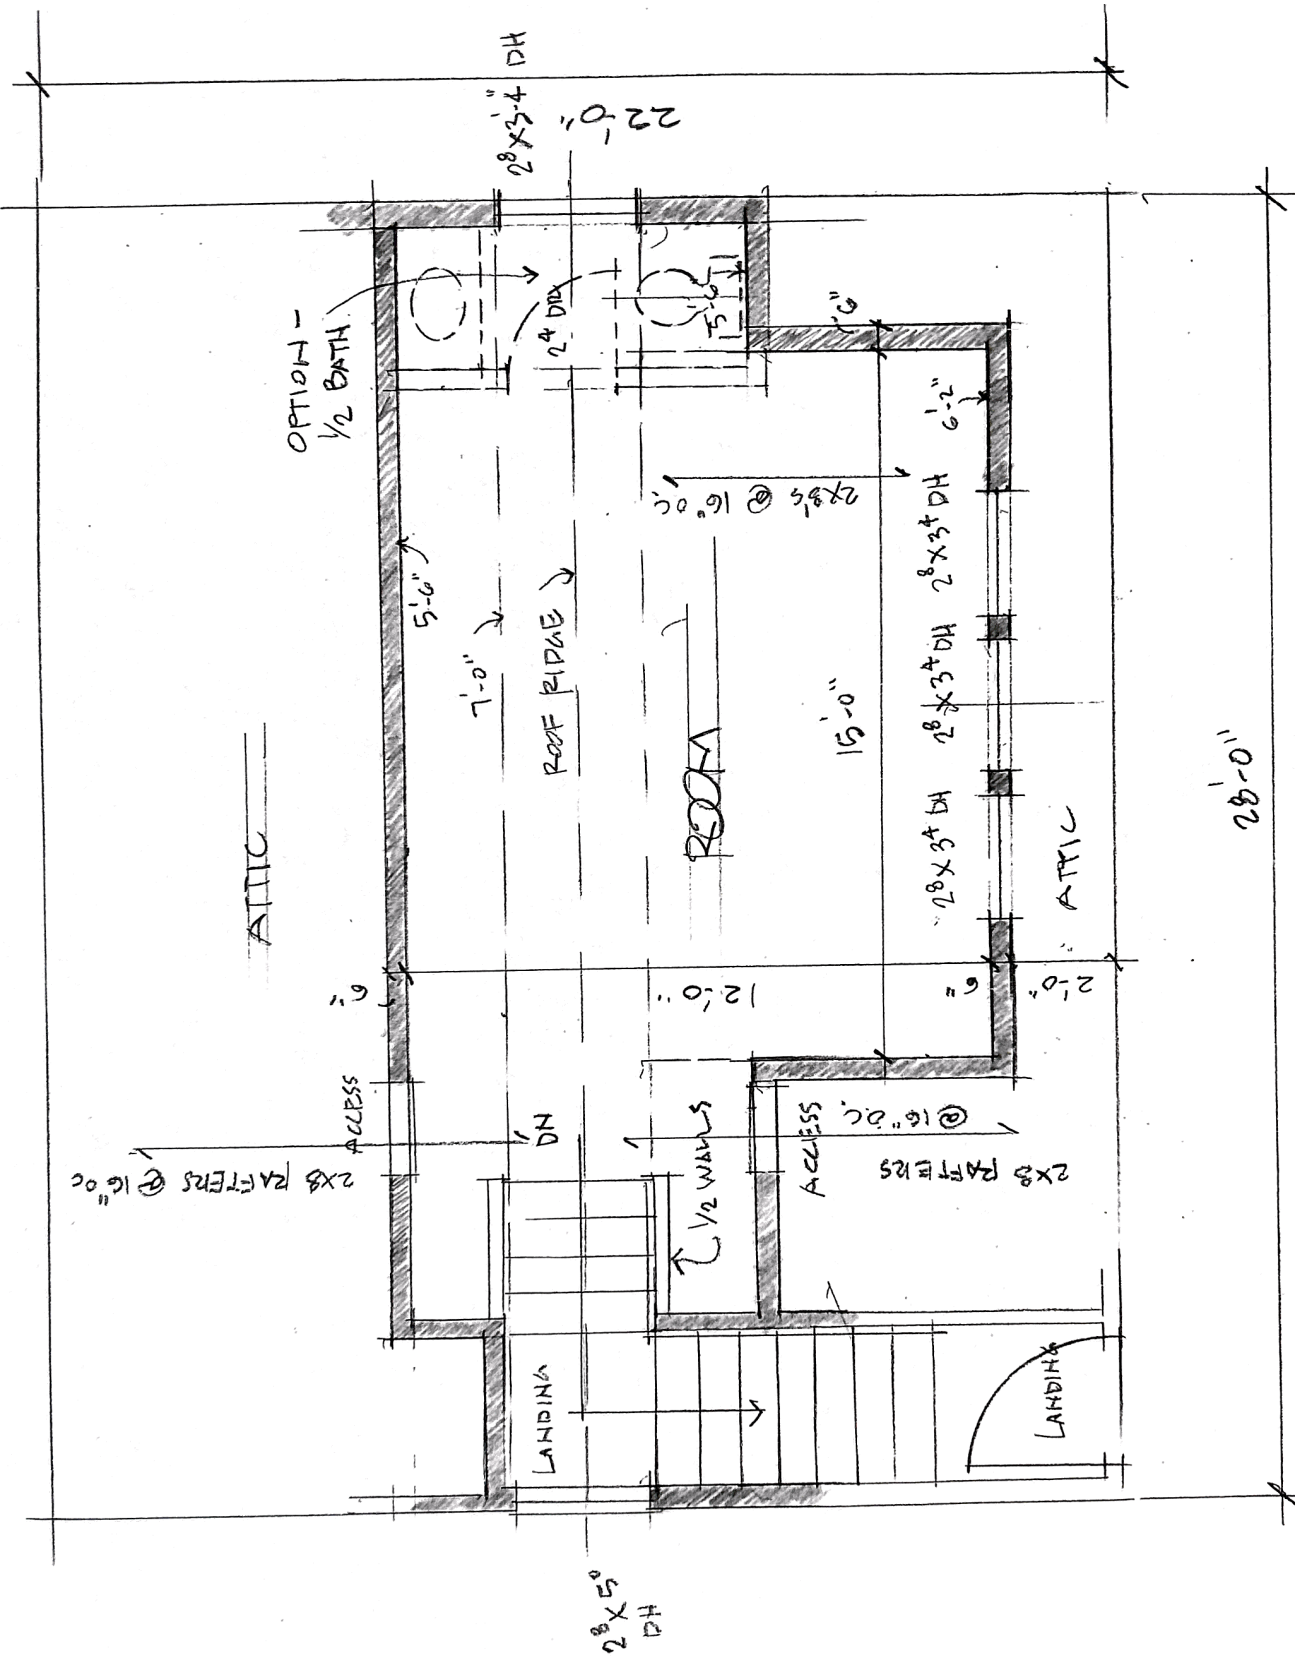 2⁸X3'-4" DH
22'-0"
OPTION -
1/2 BATH
2⁴ DR
5'-6"
6"
6'-2"
2X8'S @ 16" O.C.
5'-6"
7'-0"
ROOF RIDGE
ROOM
15'-0"
2⁸X3⁴ DH
2⁸X3⁴ DH
2⁸X3⁴ DH
28'-0"
ATTIC
ATTIC
6"
12'-0"
6"
2'-0"
ACCESS
DN
2X8 RAFTERS @ 16" OC
1/2 WALLS
ACCESS
2X8 RAFTERS
@ 16" O.C.
LANDING
LANDING
2⁸X5⁰
DH